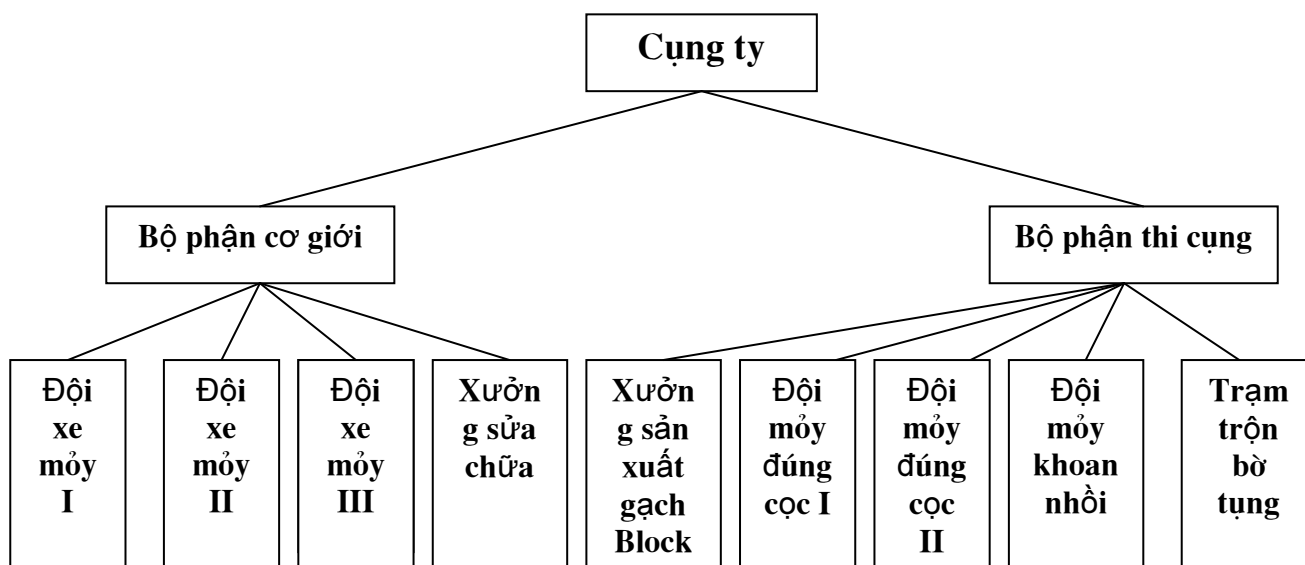 Cụng ty
Bộ phận cơ giới
Bộ phận thi cụng
Đội
xe
mỏy
I
Đội
xe
mỏy
II
Đội
xe
mỏy
III
Xưởn
g sửa
chữa
Xưởn
g sản
xuất
gạch
Block
Đội
mỏy
đúng
cọc I
Đội
mỏy
đúng
cọc
II
Đội
mỏy
khoan
nhồi
Trạm
trộn
bờ
tụng